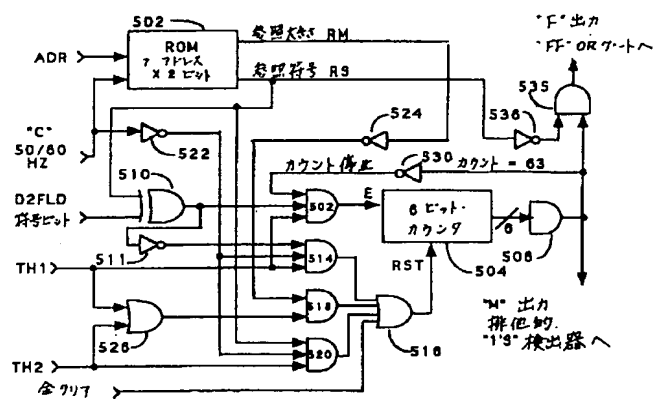 502
ROM
7 アドレス
X 2 ビット
参照大きさ RM
参照符号 RS
"F" 出力
"FF" OR ゲートへ
535
536
ADR
"C"
50/60
HZ
522
524
510
カウント停止
530
カウント = 63
D2FLD
符号ビット
502
E
6 ビット・
カウンタ
6
506
504
511
TH1
514
RST
518
526
516
520
TH2
全クリア
"M" 出力
排他的
"1'S" 検出器へ